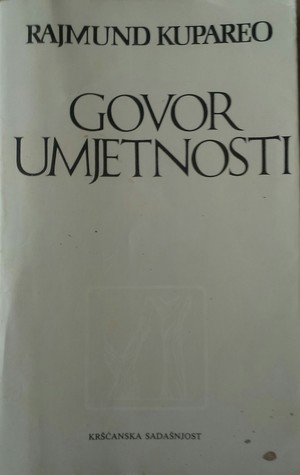 RAJMUND KUPAREO
GOVOR
UMJETNOSTI
KRŠĆANSKA SADAŠNJOST